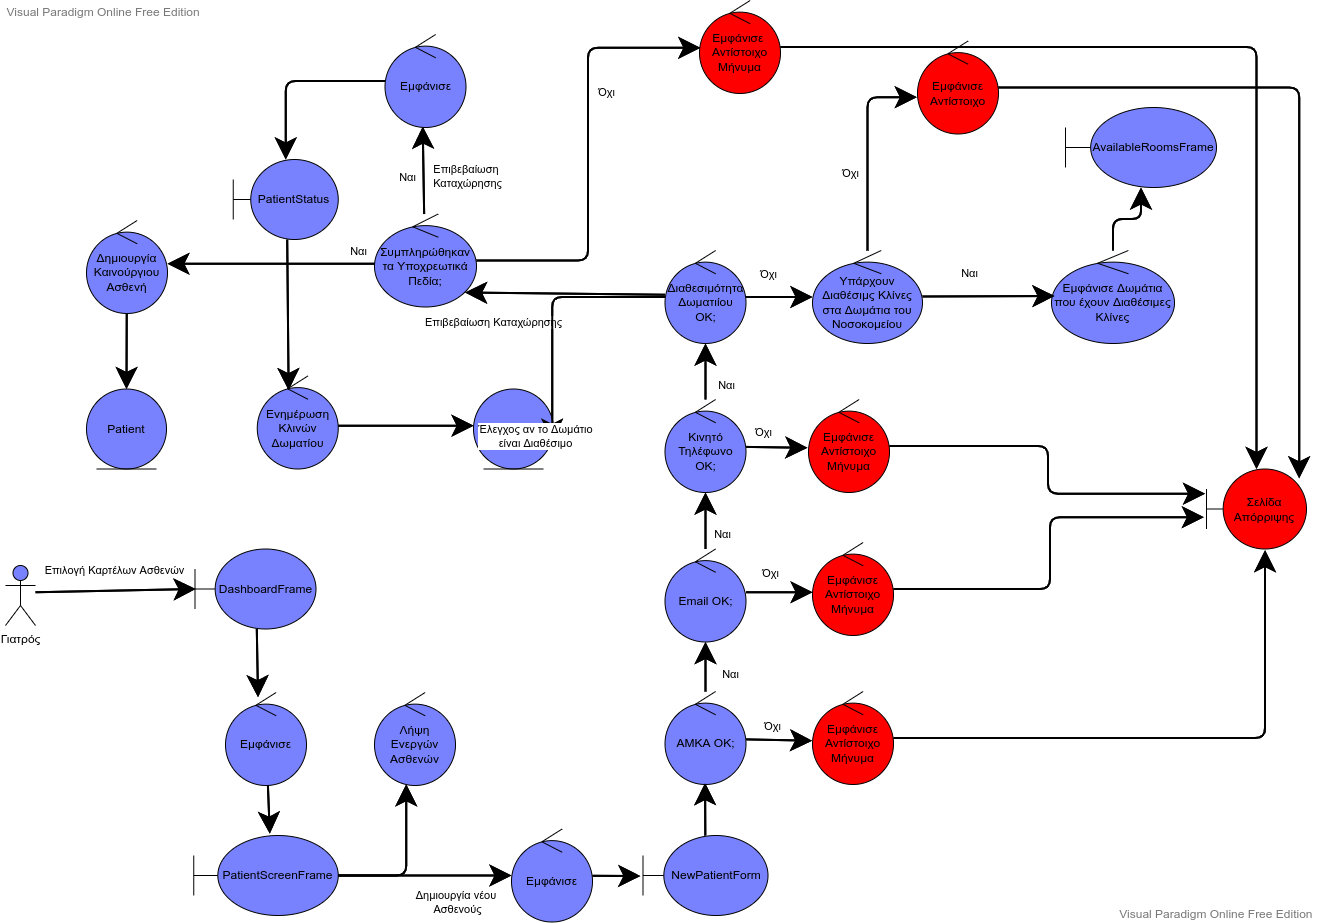 Visual Paradigm Online Free Edition
Εμφάνισε
Αντίστοιχο
Μήνυμα
Εμφάνισε
Όχι
Εμφάνισε
Αντίστοιχο
AvailableRoomsFrame
Επιβεβαίωση
Καταχώρησης
Ναι
Όχι
PatientStatus
Δημιουργία
Καινούργιου
Ασθενή
Ναι
Συμπληρώθηκαν
τα Υποχρεωτικά
Πεδία;
Διαθεσιμότητα
Δωματίου
ΟΚ;
Όχι
Υπάρχουν
Διαθέσιμς Κλίνες
στα Δωμάτια του
Νοσοκομείου
Ναι
Εμφάνισε Δωμάτια
που έχουν Διαθέσιμες
Κλίνες
Επιβεβαίωση Καταχώρησης
Ναι
Patient
Ενημέρωση
Κλινών
Δωματίου
Έλεγχος αν το Δωμάτιο
είναι Διαθέσιμο
Κινητό
Τηλέφωνο
ΟΚ;
Όχι
Εμφάνισε
Αντίστοιχο
Μήνυμα
Σελίδα
Απόρριψης
Ναι
Επιλογή Καρτέλων Ασθενών
Γιατρός
DashboardFrame
Email OK;
Όχι
Εμφάνισε
Αντίστοιχο
Μήνυμα
Ναι
Εμφάνισε
Λήψη
Ενεργών
Ασθενών
ΑΜΚΑ ΟΚ;
Όχι
Εμφάνισε
Αντίστοιχο
Μήνυμα
PatientScreenFrame
Δημιουργία νέου
Ασθενούς
Εμφάνισε
NewPatientForm
Visual Paradigm Online Free Edition